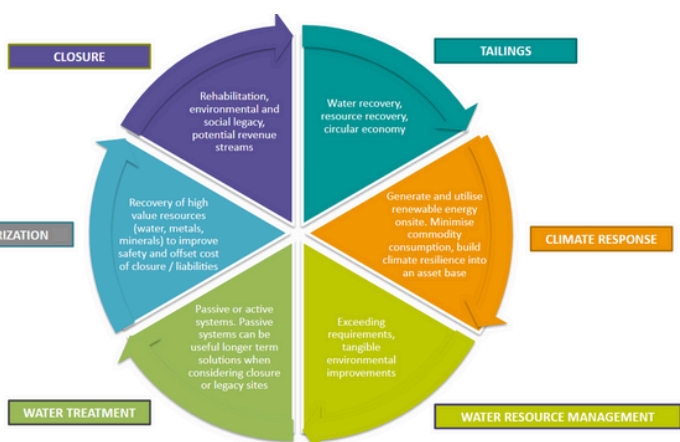 CLOSURE
TAILINGS
Rehabilitation,
environmental and
social legacy,
potential revenue
streams
Water recovery,
resource recovery,
circular economy
Recovery of high
value resources
(water, metals,
minerals) to improve
safety and offset cost
of closure / liabilities
Generate and utilise
renewable energy
onsite. Minimise
commodity
consumption, build
climate resilience into
an asset base
RIZATION
CLIMATE RESPONSE
Passive or active
systems. Passive
systems can be
useful longer term
solutions when
considering closure
or legacy sites
Exceeding
requirements,
tangible
environmental
improvements
WATER TREATMENT
WATER RESOURCE MANAGEMENT